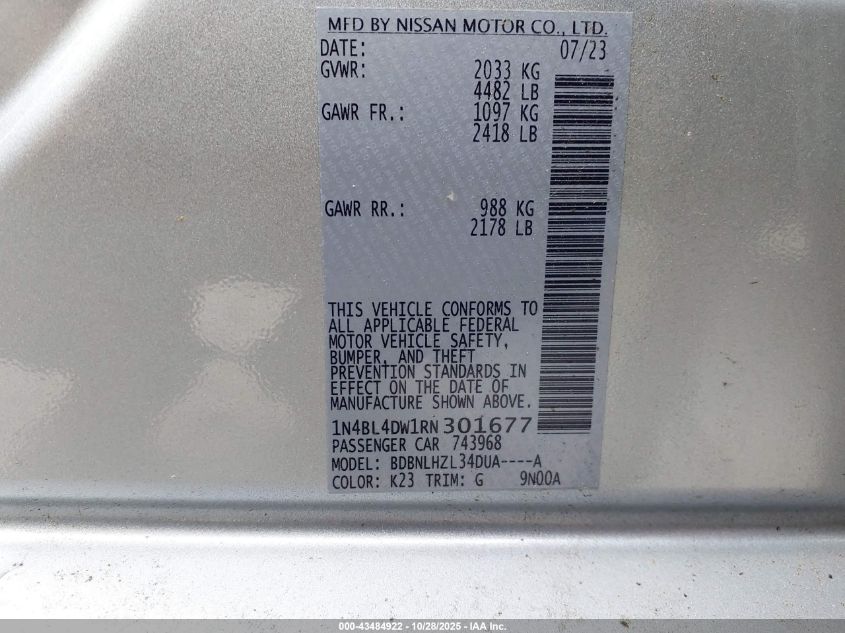 MFD BY NISSAN MOTOR CO., LTD.
DATE: 07/23
GVWR: 2033 KG
4482 LB
GAWR FR.: 1097 KG
2418 LB
GAWR RR.: 988 KG
2178 LB
THIS VEHICLE CONFORMS TO
ALL APPLICABLE FEDERAL
MOTOR VEHICLE SAFETY,
BUMPER, AND THEFT
PREVENTION STANDARDS IN
EFFECT ON THE DATE OF
MANUFACTURE SHOWN ABOVE.
1N4BL4DW1RN301677
PASSENGER CAR 743968
MODEL: BDBNLHZL34DUA----A
COLOR: K23 TRIM: G 9N00A
000-43484922 • 10/28/2025 • IAA Inc.